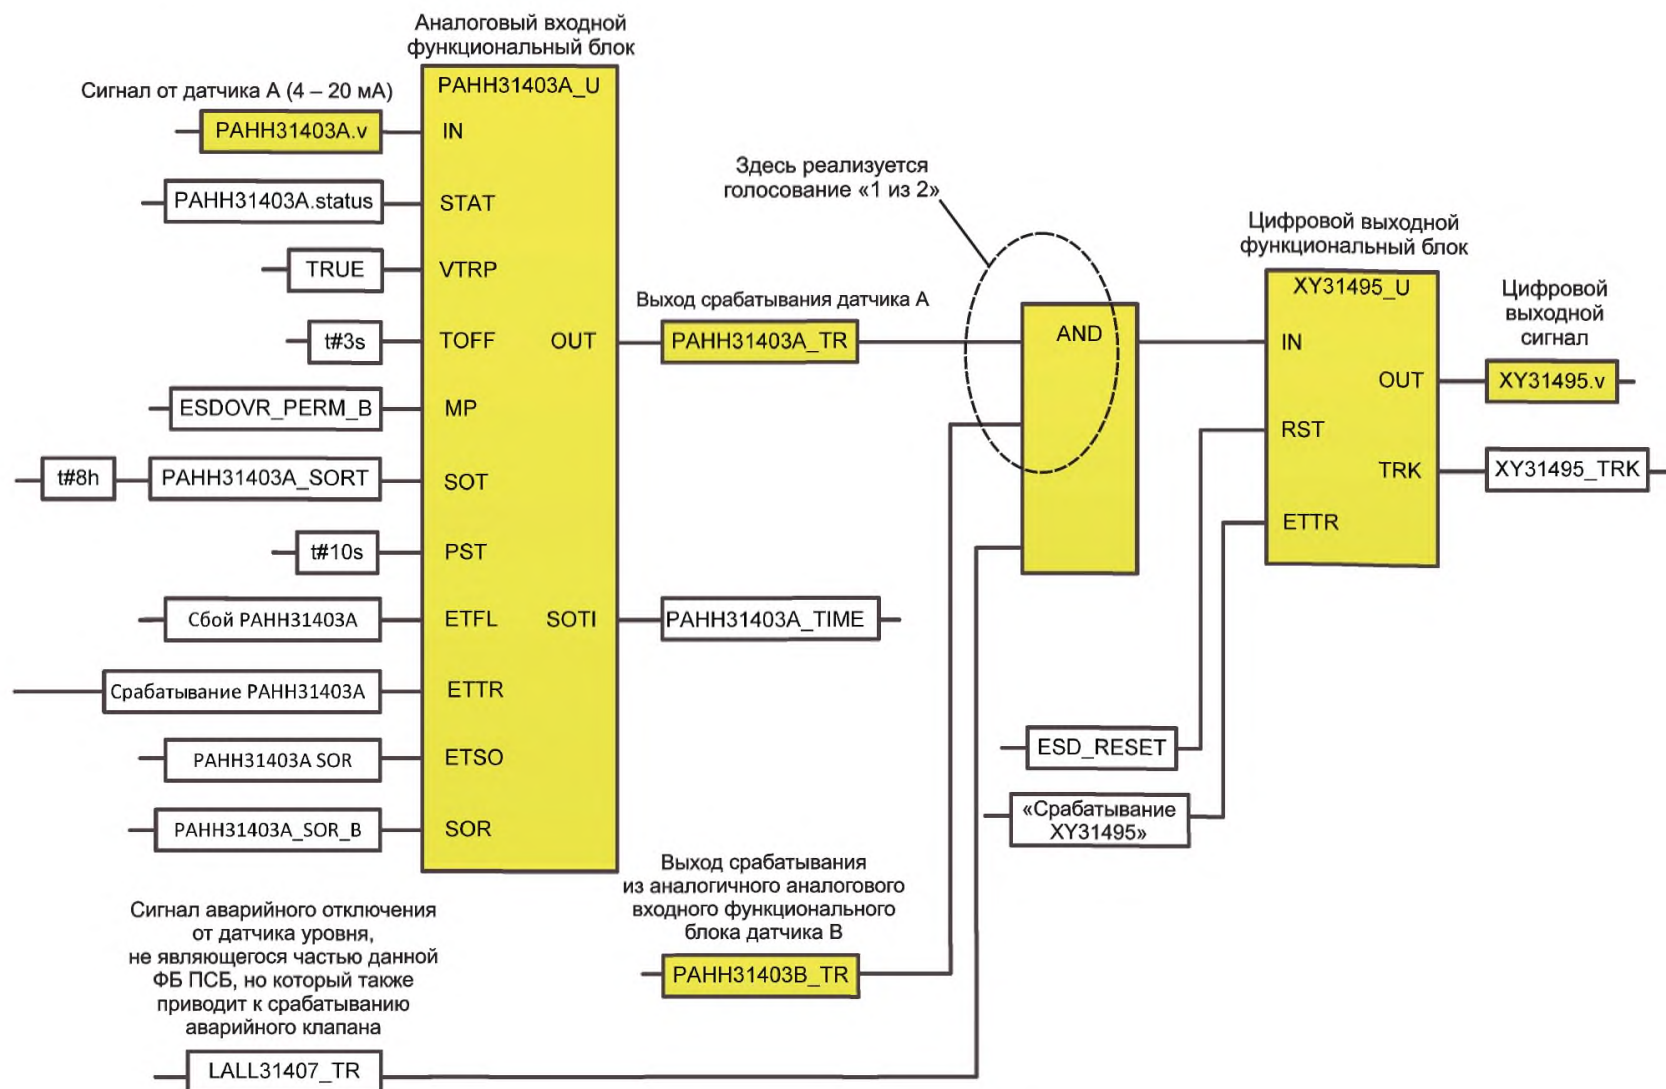 Аналоговый входной
функциональный блок
Сигнал от датчика А (4 – 20 мА)
PAHH31403A.v
PAHH31403A.status
TRUE
t#3s
ESDOVR_PERM_B
t#8h
PAHH31403A_SORT
t#10s
Сбой PAHH31403A
Срабатывание PAHH31403A
PAHH31403A SOR
PAHH31403A_SOR_B
PAHH31403A_U
IN
STAT
VTRP
TOFF
OUT
MP
SOT
PST
ETFL
SOTI
ETTR
ETSO
SOR
Выход срабатывания датчика А
PAHH31403A_TR
PAHH31403A_TIME
Здесь реализуется
голосование «1 из 2»
AND
Цифровой выходной
функциональный блок
XY31495_U
IN
OUT
RST
TRK
ETTR
Цифровой
выходной
сигнал
XY31495.v
XY31495_TRK
ESD_RESET
«Срабатывание
XY31495»
Выход срабатывания
из аналогичного аналогового
входного функционального
блока датчика В
PAHH31403B_TR
Сигнал аварийного отключения
от датчика уровня,
не являющегося частью данной
ФБ ПСБ, но который также
приводит к срабатыванию
аварийного клапана
LALL31407_TR